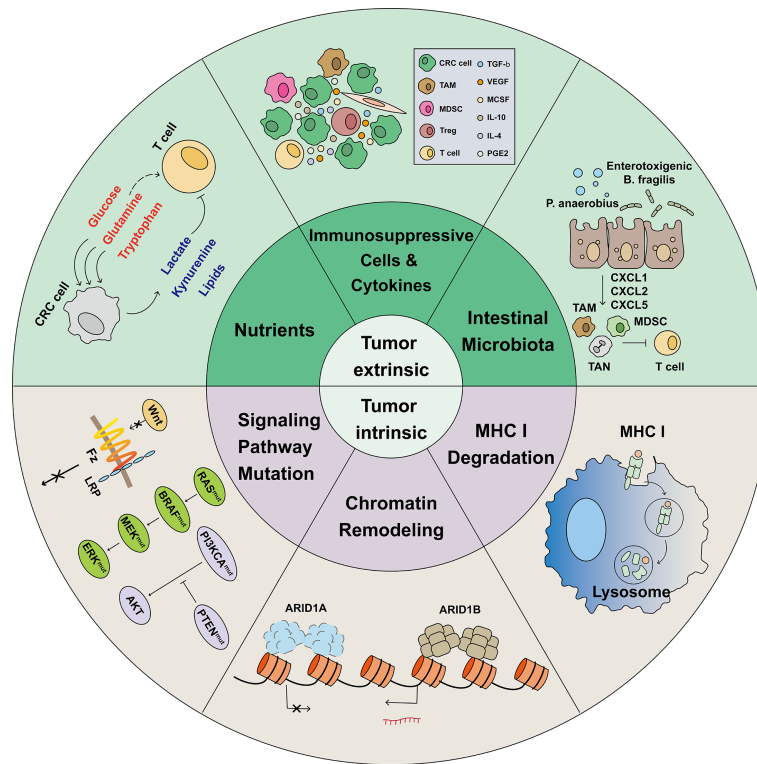 CRC cell
TAM
MDSC
Treg
T cell
TGF-b
VEGF
MCSF
IL-10
IL-4
PGE2
T cell
Glucose
Glutamine
Tryptophan
Lactate
Kynurenine
Lipids
CRC cell
Enterotoxigenic
B. fragilis
P. anaerobius
CXCL1
CXCL2
CXCL5
TAM
MDSC
TAN
T cell
Immunosuppressive
Cells &
Cytokines
Nutrients
Intestinal
Microbiota
Tumor
extrinsic
Tumor
intrinsic
Signaling
Pathway
Mutation
MHC I
Degradation
Chromatin
Remodeling
Wnt
Fz
LRP
RASmut
BRAFmut
MEKmut
ERKmut
PI3KCAmut
AKT
PTENmut
MHC I
Lysosome
ARID1A
ARID1B